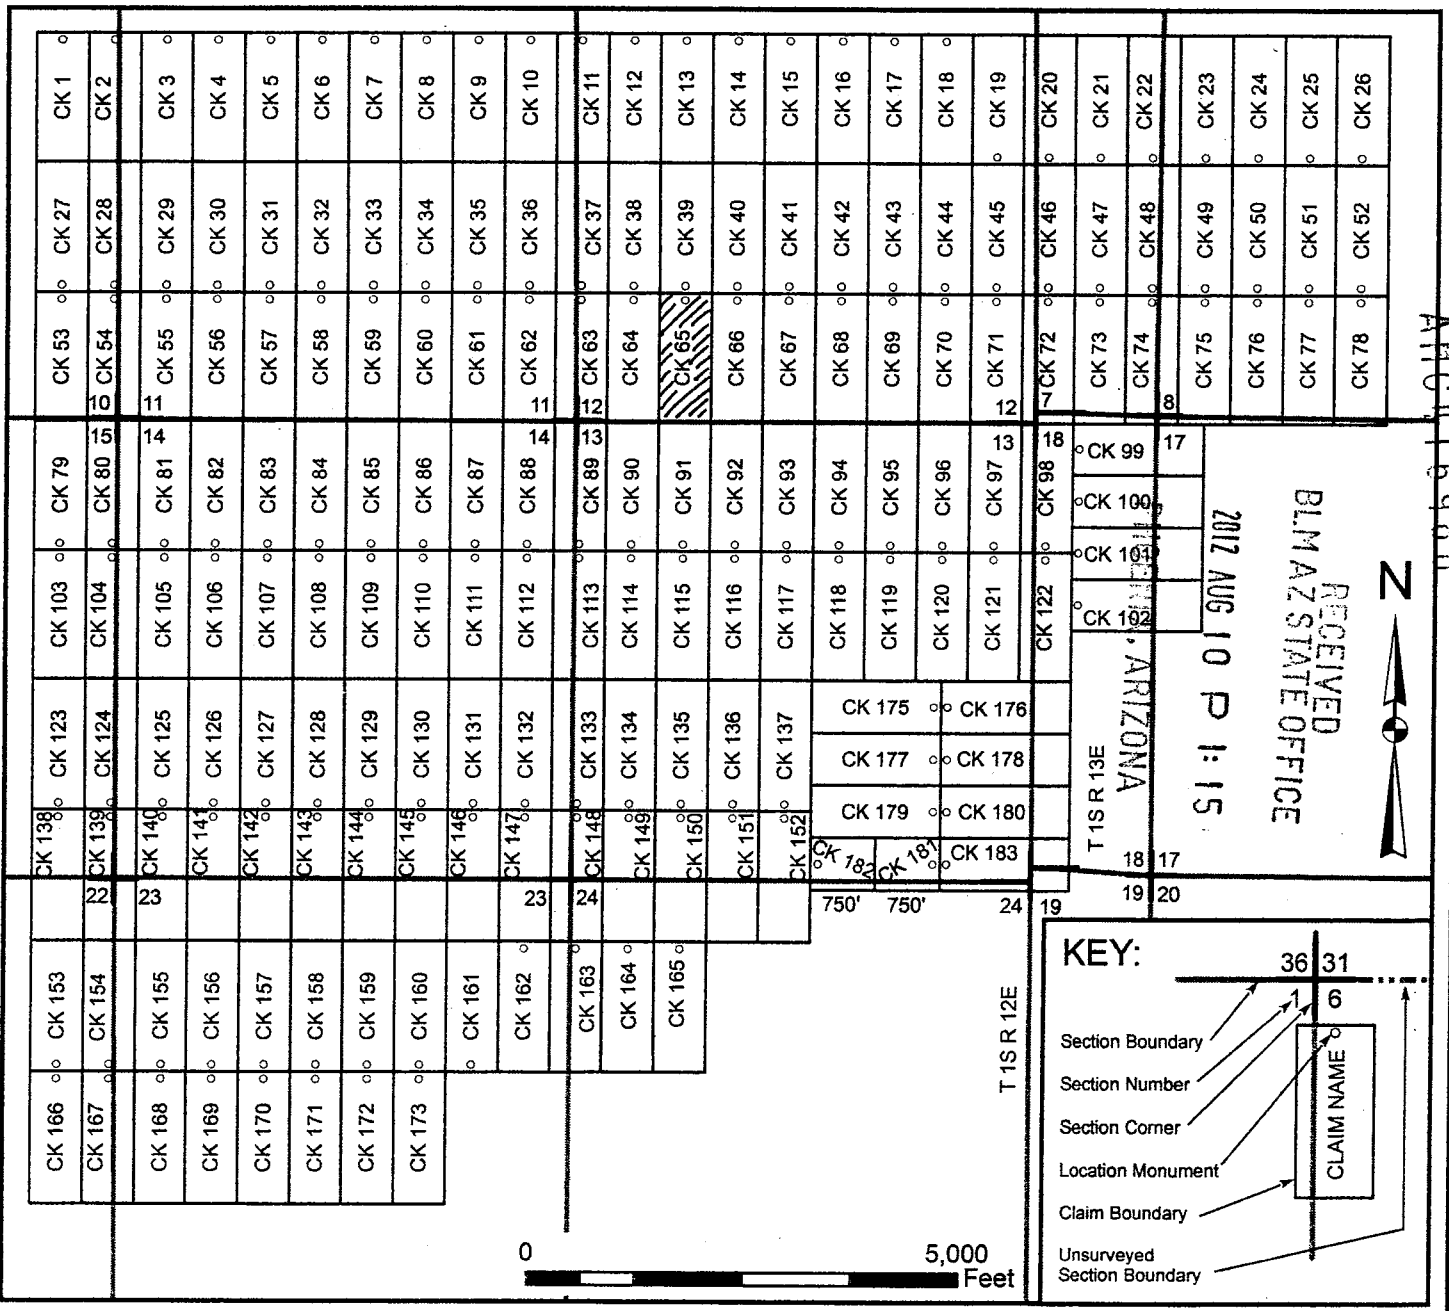 CK 1 CK 2 CK 3 CK 4 CK 5 CK 6 CK 7 CK 8 CK 9 CK 10 CK 11 CK 12 CK 13 CK 14 CK 15 CK 16 CK 17 CK 18 CK 19 CK 20 CK 21 CK 22 CK 23 CK 24 CK 25 CK 26
CK 27 CK 28 CK 29 CK 30 CK 31 CK 32 CK 33 CK 34 CK 35 CK 36 CK 37 CK 38 CK 39 CK 40 CK 41 CK 42 CK 43 CK 44 CK 45 CK 46 CK 47 CK 48 CK 49 CK 50 CK 51 CK 52
CK 53 CK 54 CK 55 CK 56 CK 57 CK 58 CK 59 CK 60 CK 61 CK 62 CK 63 CK 64 CK 65 CK 66 CK 67 CK 68 CK 69 CK 70 CK 71 CK 72 CK 73 CK 74 CK 75 CK 76 CK 77 CK 78
10 11 11 12 12 7 8
15 14 14 13 13 18 17
CK 79 CK 80 CK 81 CK 82 CK 83 CK 84 CK 85 CK 86 CK 87 CK 88 CK 89 CK 90 CK 91 CK 92 CK 93 CK 94 CK 95 CK 96 CK 97 CK 98
CK 99
CK 100
CK 101
CK 102
CK 103 CK 104 CK 105 CK 106 CK 107 CK 108 CK 109 CK 110 CK 111 CK 112 CK 113 CK 114 CK 115 CK 116 CK 117 CK 118 CK 119 CK 120 CK 121 CK 122
CK 123 CK 124 CK 125 CK 126 CK 127 CK 128 CK 129 CK 130 CK 131 CK 132 CK 133 CK 134 CK 135 CK 136 CK 137
CK 175 CK 176
CK 177 CK 178
CK 179 CK 180
CK 182 CK 181 CK 183
CK 138 CK 139 CK 140 CK 141 CK 142 CK 143 CK 144 CK 145 CK 146 CK 147 CK 148 CK 149 CK 150 CK 151 CK 152
18 17
22 23 23 24 750' 750' 24 19 19 20
CK 153 CK 154 CK 155 CK 156 CK 157 CK 158 CK 159 CK 160 CK 161 CK 162 CK 163 CK 164 CK 165
CK 166 CK 167 CK 168 CK 169 CK 170 CK 171 CK 172 CK 173
T 1S R 13E
T 1S R 12E
RECEIVED
BLM AZ STATE OFFICE
2012 AUG 10 P 1: 15
, ARIZONA
N
0 5,000
Feet
KEY:
36 31
1 6
Section Boundary
Section Number
Section Corner
Location Monument
Claim Boundary
Unsurveyed
Section Boundary
CLAIM NAME